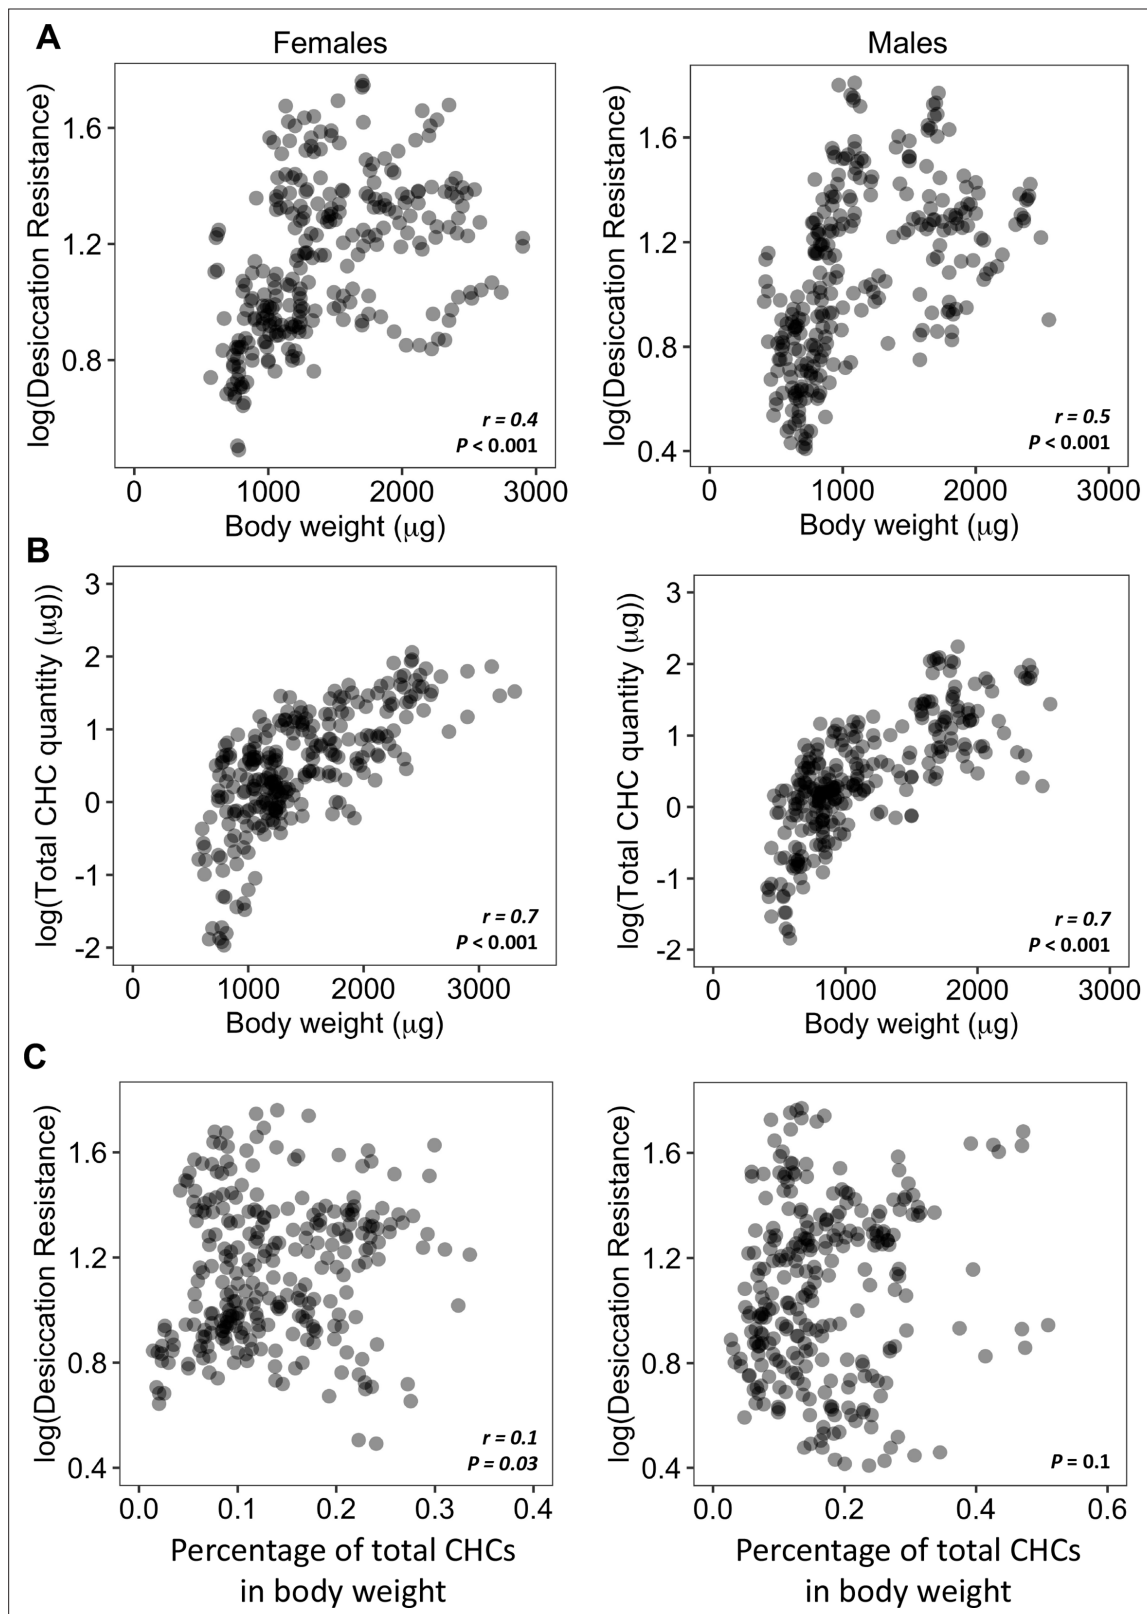 A
Females
Males
log(Desiccation Resistance)
1.6
1.2
0.8
r = 0.4
P < 0.001
0
1000
2000
3000
Body weight (μg)
log(Desiccation Resistance)
1.6
1.2
0.8
0.4
r = 0.5
P < 0.001
0
1000
2000
3000
Body weight (μg)
B
log(Total CHC quantity (μg))
3
2
1
0
-1
-2
r = 0.7
P < 0.001
0
1000
2000
3000
Body weight (μg)
log(Total CHC quantity (μg))
3
2
1
0
-1
-2
r = 0.7
P < 0.001
0
1000
2000
3000
Body weight (μg)
C
log(Desiccation Resistance)
1.6
1.2
0.8
0.4
r = 0.1
P = 0.03
0.0
0.1
0.2
0.3
0.4
Percentage of total CHCs
in body weight
log(Desiccation Resistance)
1.6
1.2
0.8
0.4
P = 0.1
0.0
0.2
0.4
0.6
Percentage of total CHCs
in body weight